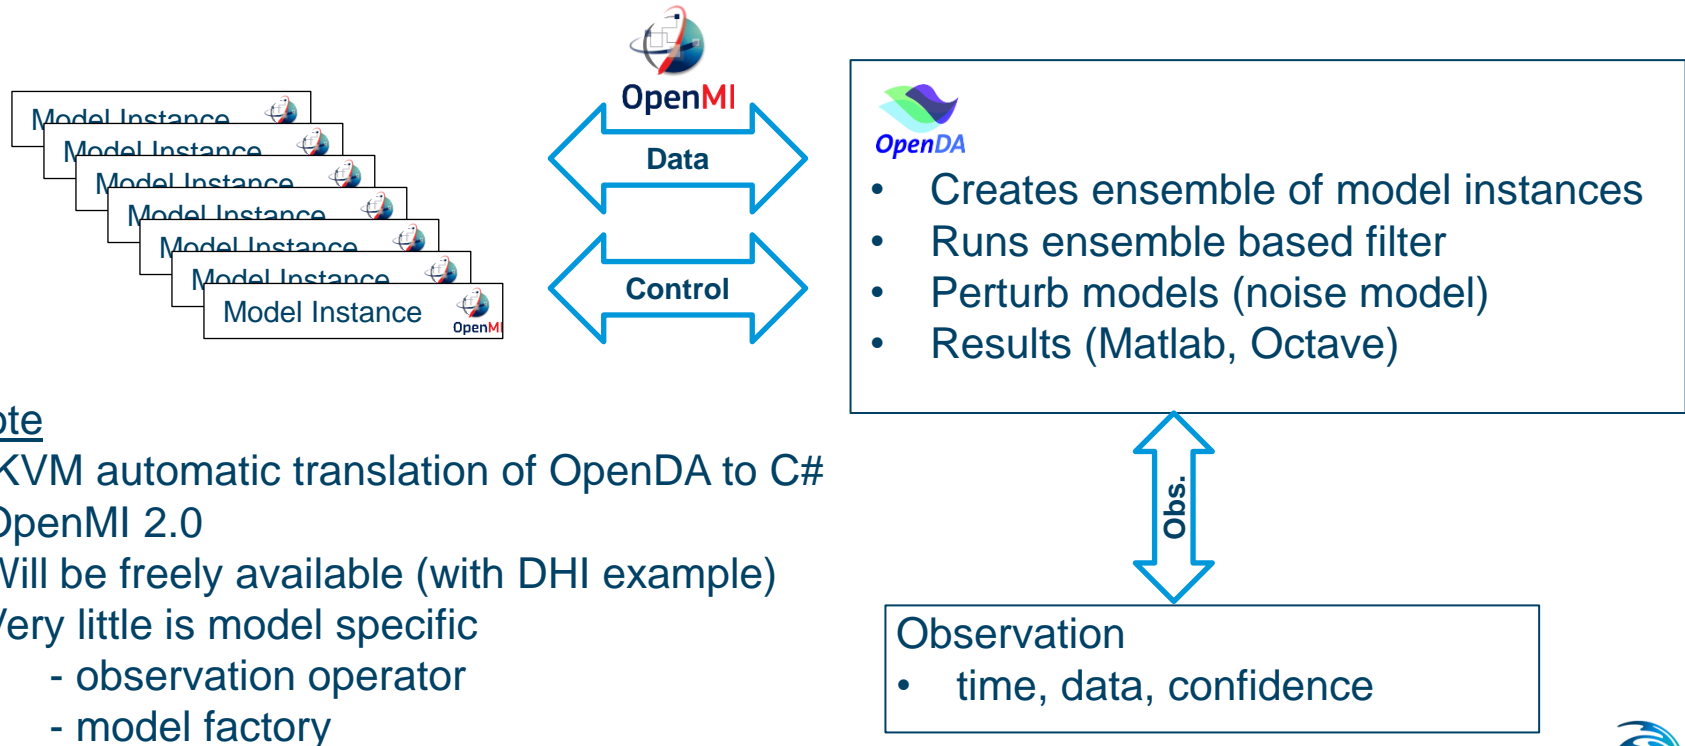 OpenMI
Model Instance
Model Instance
Model Instance
Model Instance
Model Instance
Model Instance
Model Instance
OpenMI
Data
Control
OpenDA
• Creates ensemble of model instances
• Runs ensemble based filter
• Perturb models (noise model)
• Results (Matlab, Octave)
ote
KVM automatic translation of OpenDA to C#
OpenMI 2.0
Will be freely available (with DHI example)
Very little is model specific
- observation operator
- model factory
Obs.
Observation
• time, data, confidence